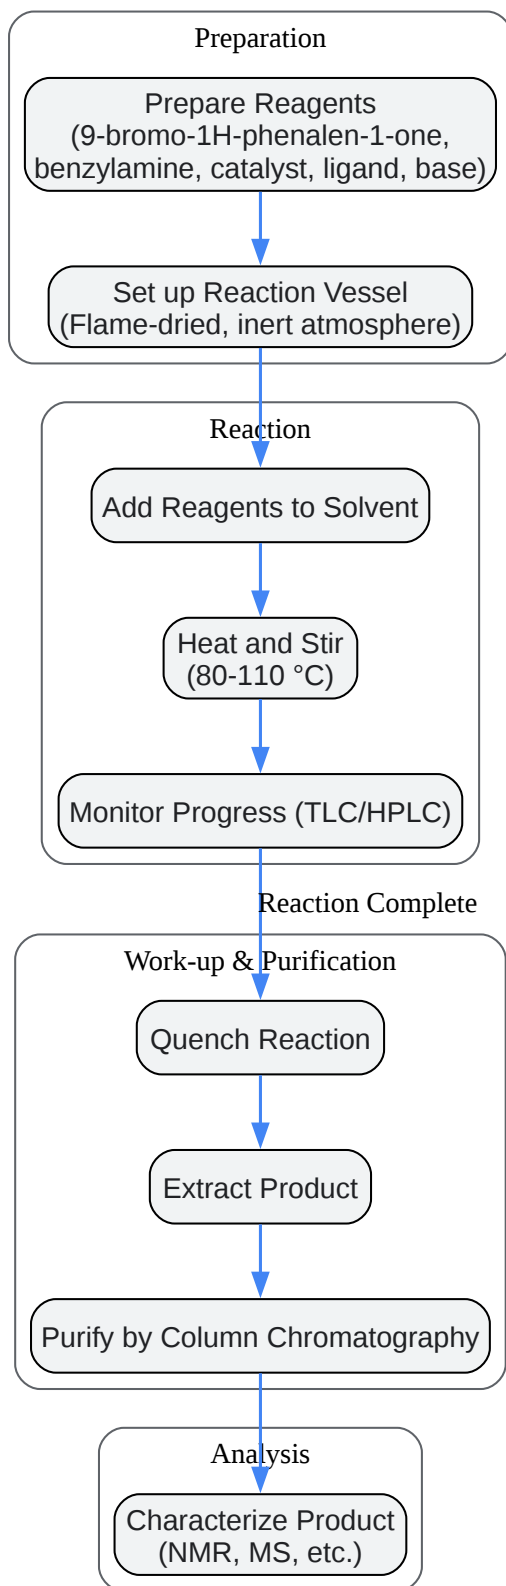 Preparation
Prepare Reagents
(9-bromo-1H-phenalen-1-one,
benzylamine, catalyst, ligand, base)
Set up Reaction Vessel
(Flame-dried, inert atmosphere)
Reaction
Add Reagents to Solvent
Heat and Stir
(80-110 °C)
Monitor Progress (TLC/HPLC)
Reaction Complete
Work-up & Purification
Quench Reaction
Extract Product
Purify by Column Chromatography
Analysis
Characterize Product
(NMR, MS, etc.)